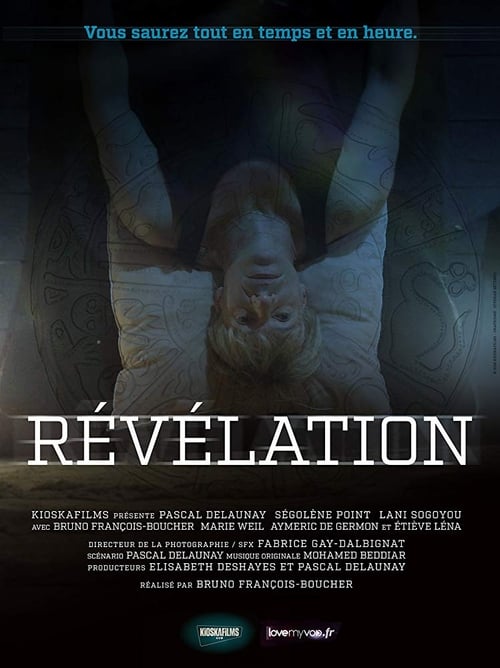 Vous saurez tout en temps et en heure.
RÉVÉLATION
KIOSKAFILMS PRÉSENTE PASCAL DELAUNAY SÉGOLÈNE POINT LANI SOGOYOU
AVEC BRUNO FRANÇOIS-BOUCHER MARIE WEIL AYMERIC DE GERMON ET ÉTIÈVE LÉNA
DIRECTEUR DE LA PHOTOGRAPHIE / SFX FABRICE GAY-DALBIGNAT
SCÉNARIO PASCAL DELAUNAY MUSIQUE ORIGINALE MOHAMED BEDDIAR
PRODUCTEURS ELISABETH DESHAYES ET PASCAL DELAUNAY
RÉALISÉ PAR BRUNO FRANÇOIS-BOUCHER
KIOSKAFILMS
.COM
lovemyvod.fr